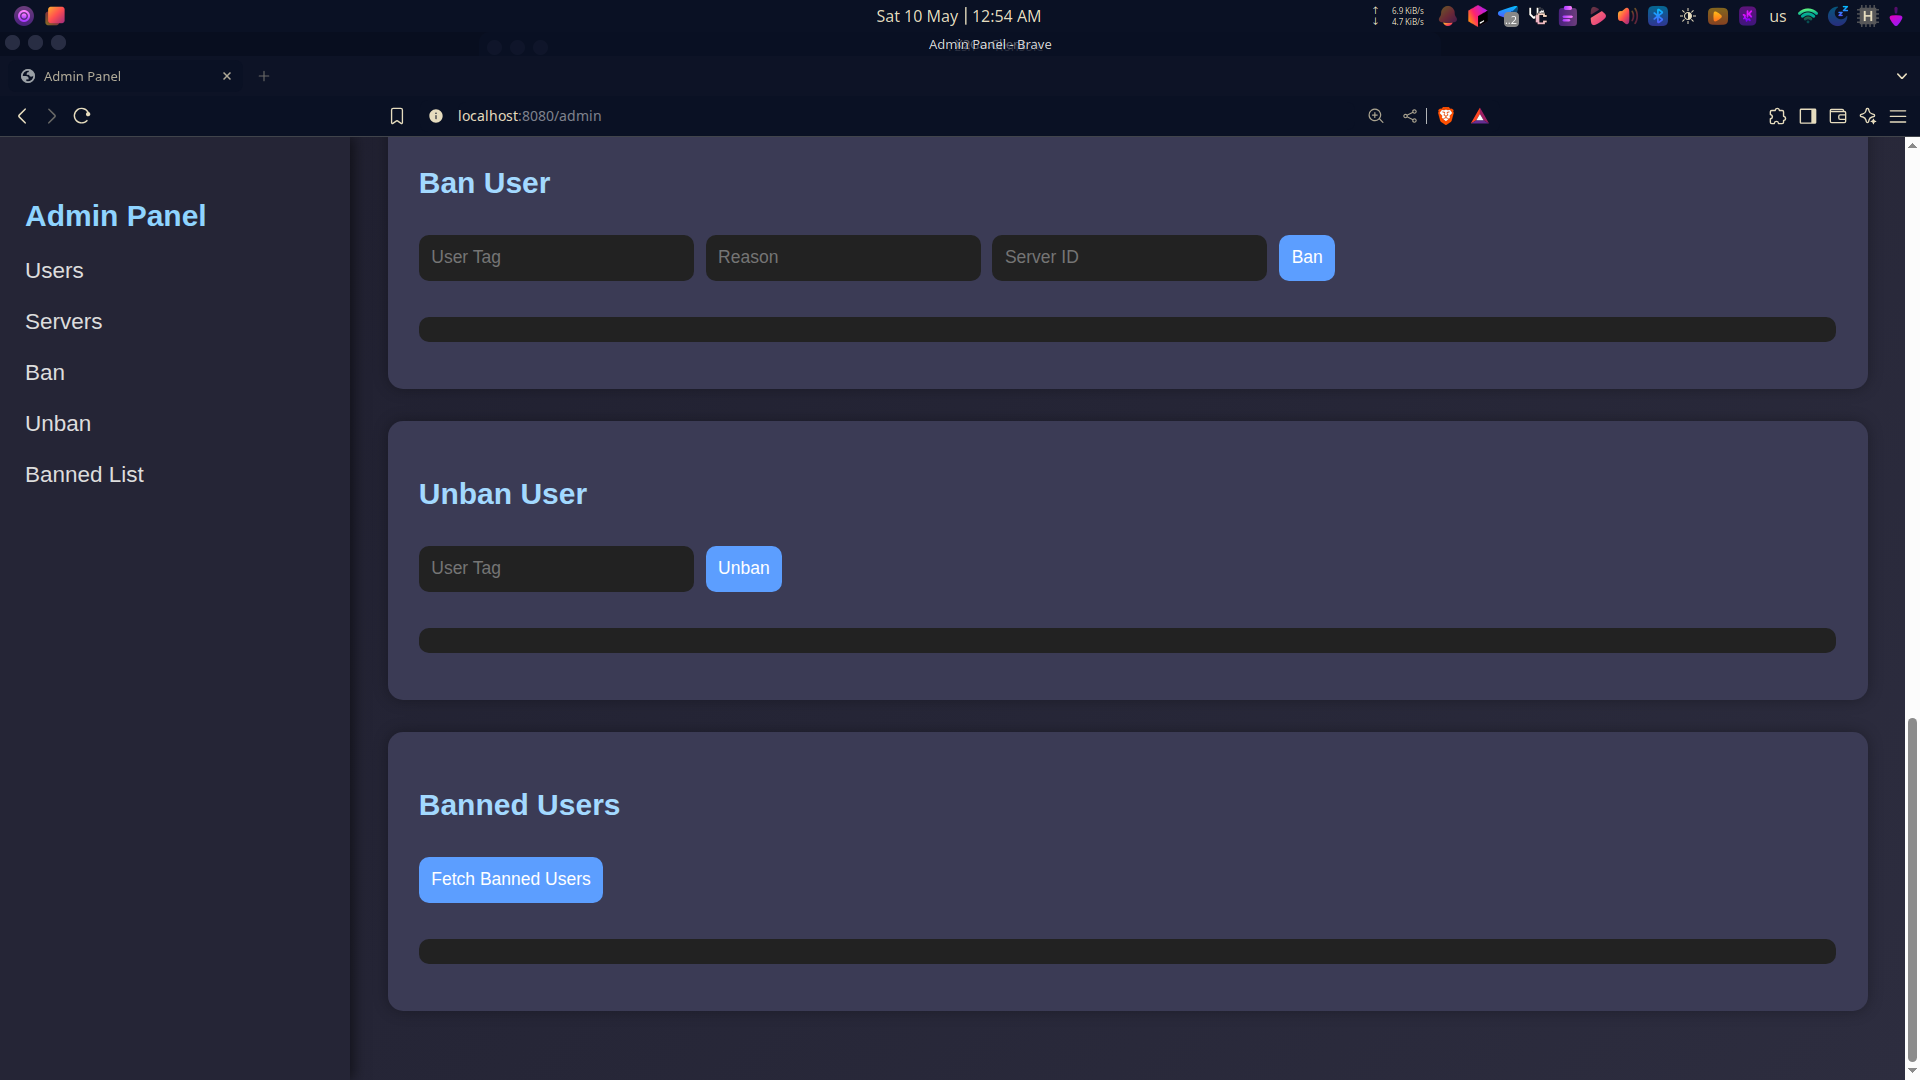 Sat 10 May | 12:54 AM
6.9 KiB/s
4.7 KiB/s
..2
us
H
Brave
Admin Panel
localhost:8080/admin
Admin Panel
Users
Servers
Ban
Unban
Banned List
Ban User
User Tag
Reason
Server ID
Ban
Unban User
User Tag
Unban
Banned Users
Fetch Banned Users